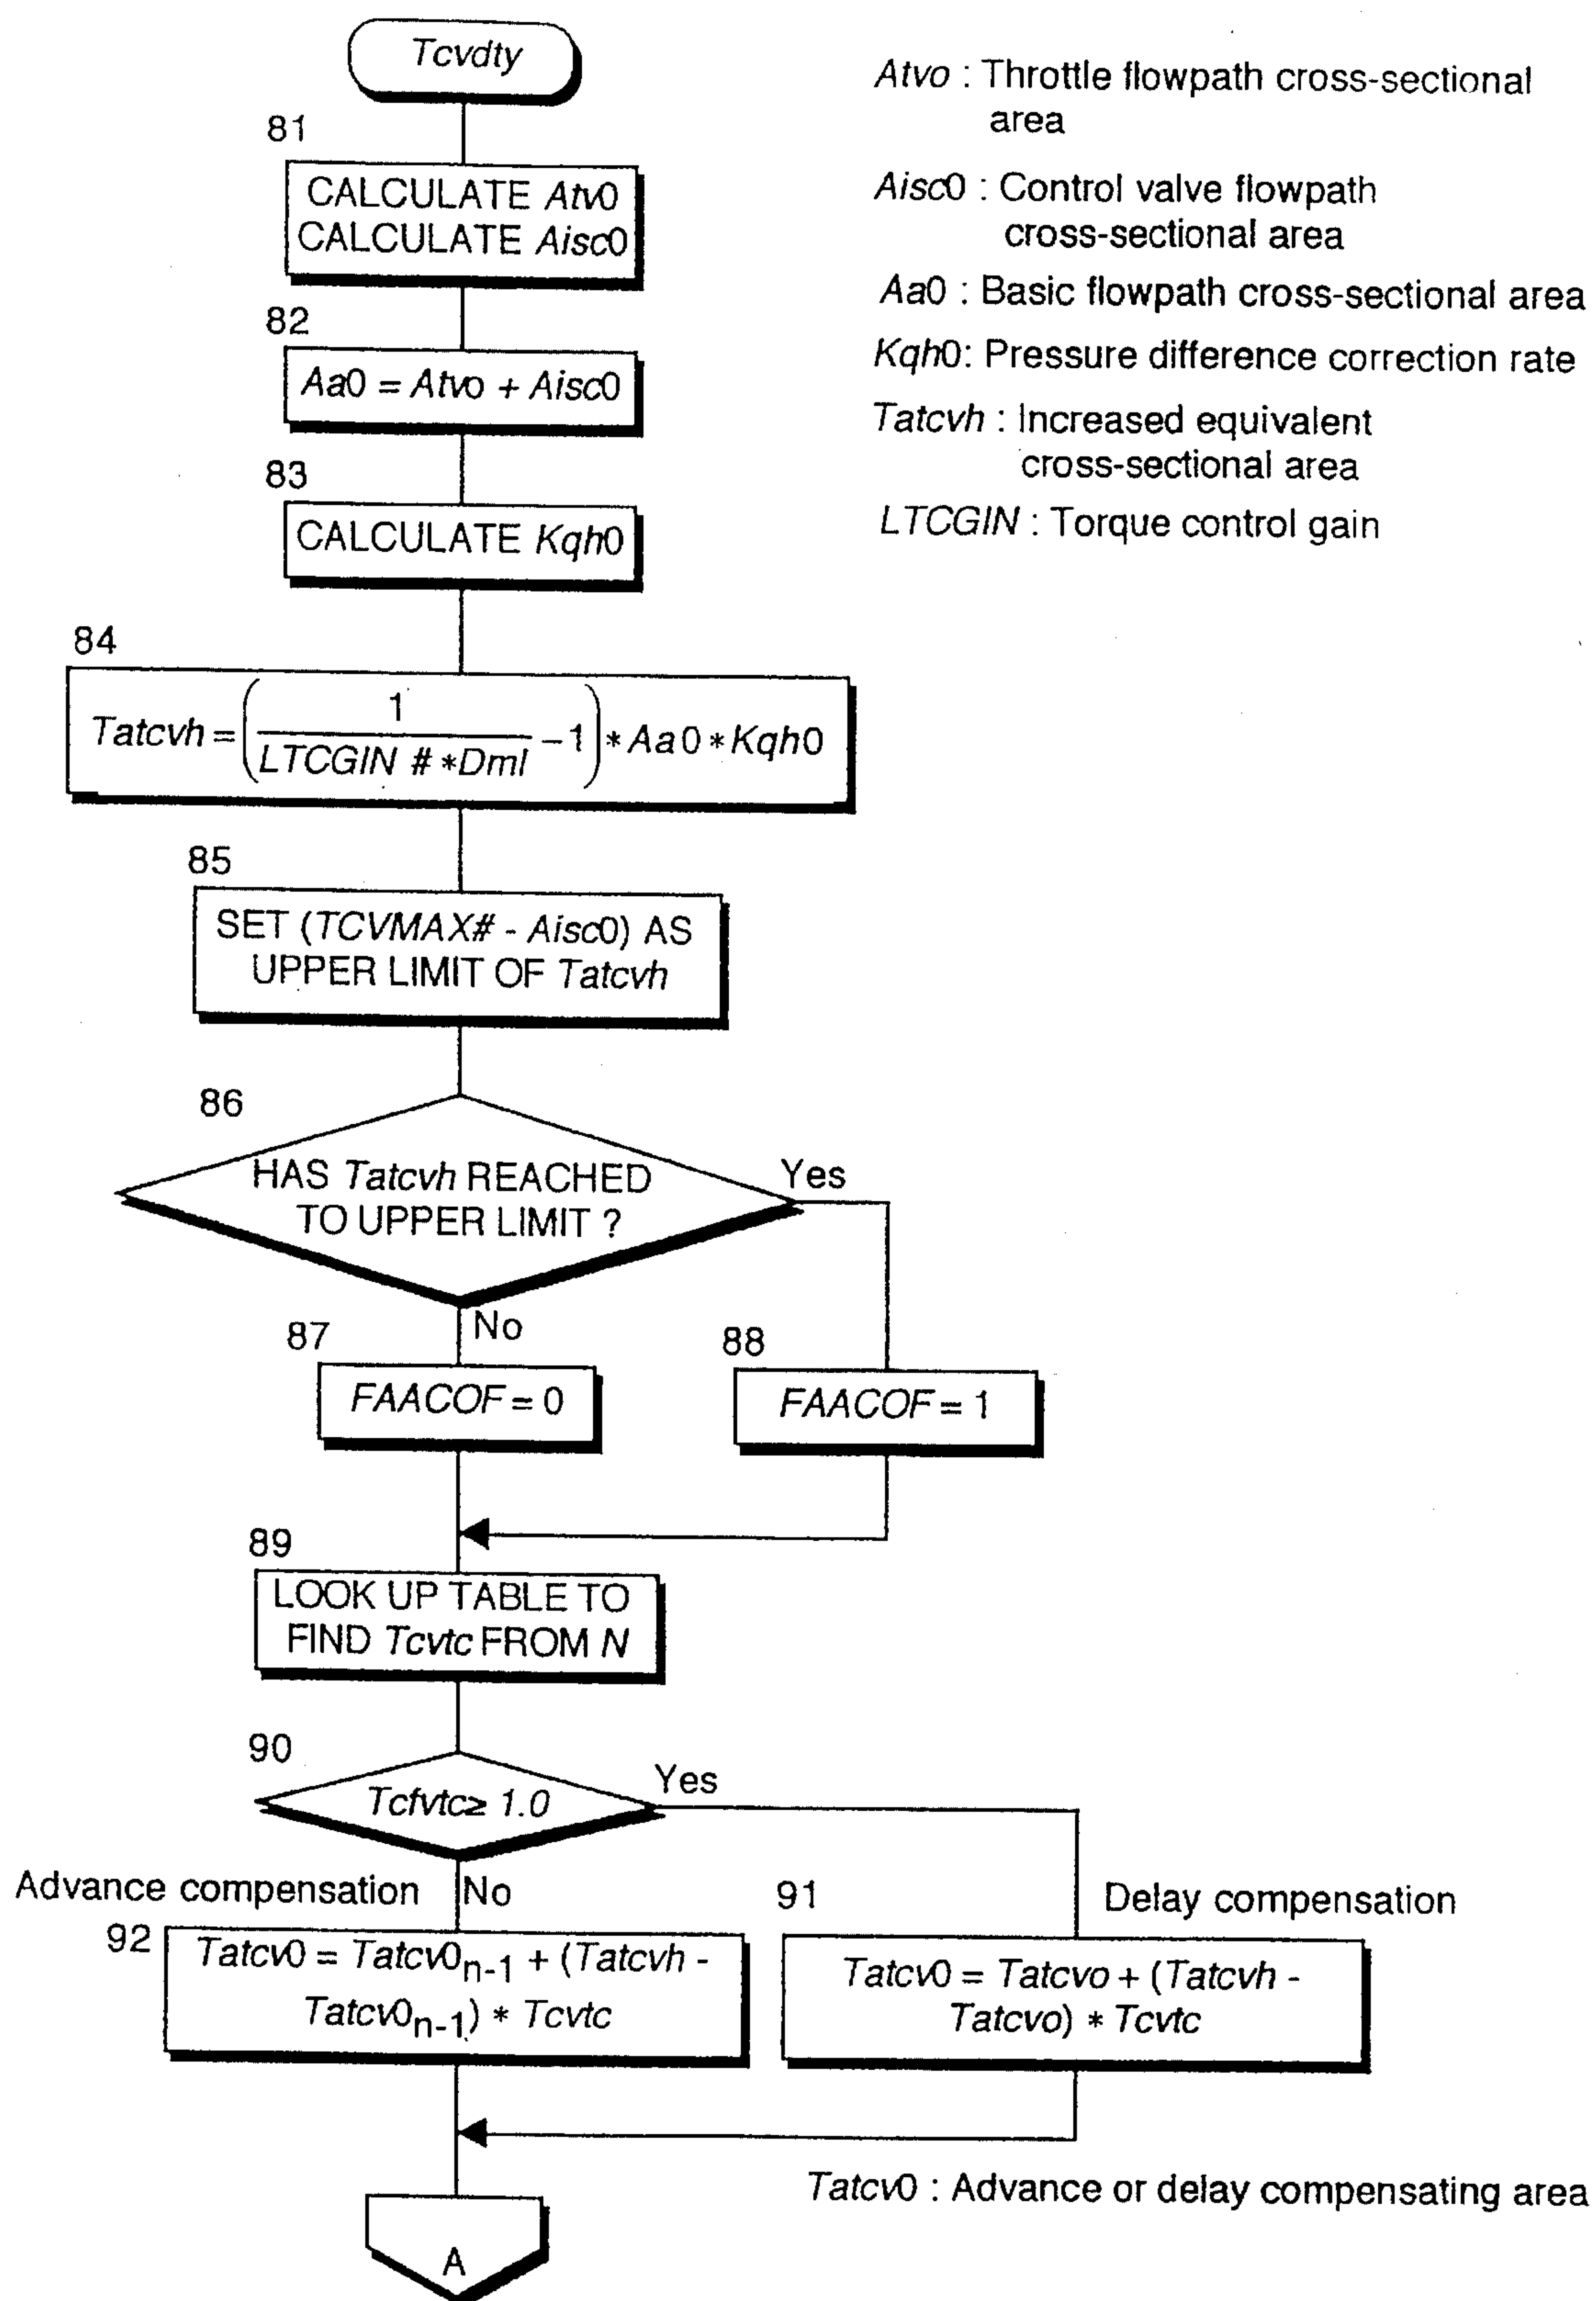 Tcvdty
Atvo : Throttle flowpath cross-sectional
area
Aisc0 : Control valve flowpath
cross-sectional area
Aa0 : Basic flowpath cross-sectional area
Kqh0: Pressure difference correction rate
Tatcvh : Increased equivalent
cross-sectional area
LTCGIN : Torque control gain
81
CALCULATE Atv0
CALCULATE Aisc0
82
Aa0 = Atvo + Aisc0
83
CALCULATE Kqh0
84
Tatcvh = (1 / (LTCGIN # *Dml) −1) * Aa0 * Kqh0
85
SET (TCVMAX# - Aisc0) AS
UPPER LIMIT OF Tatcvh
86
HAS Tatcvh REACHED
TO UPPER LIMIT ?
Yes
No
87
FAACOF = 0
88
FAACOF = 1
89
LOOK UP TABLE TO
FIND Tcvtc FROM N
90
Tcfvtc≥ 1.0
Yes
Advance compensation
No
92
Tatcv0 = Tatcv0n-1 + (Tatcvh -
Tatcv0n-1) * Tcvtc
91
Delay compensation
Tatcv0 = Tatcvo + (Tatcvh -
Tatcvo) * Tcvtc
Tatcv0 : Advance or delay compensating area
A